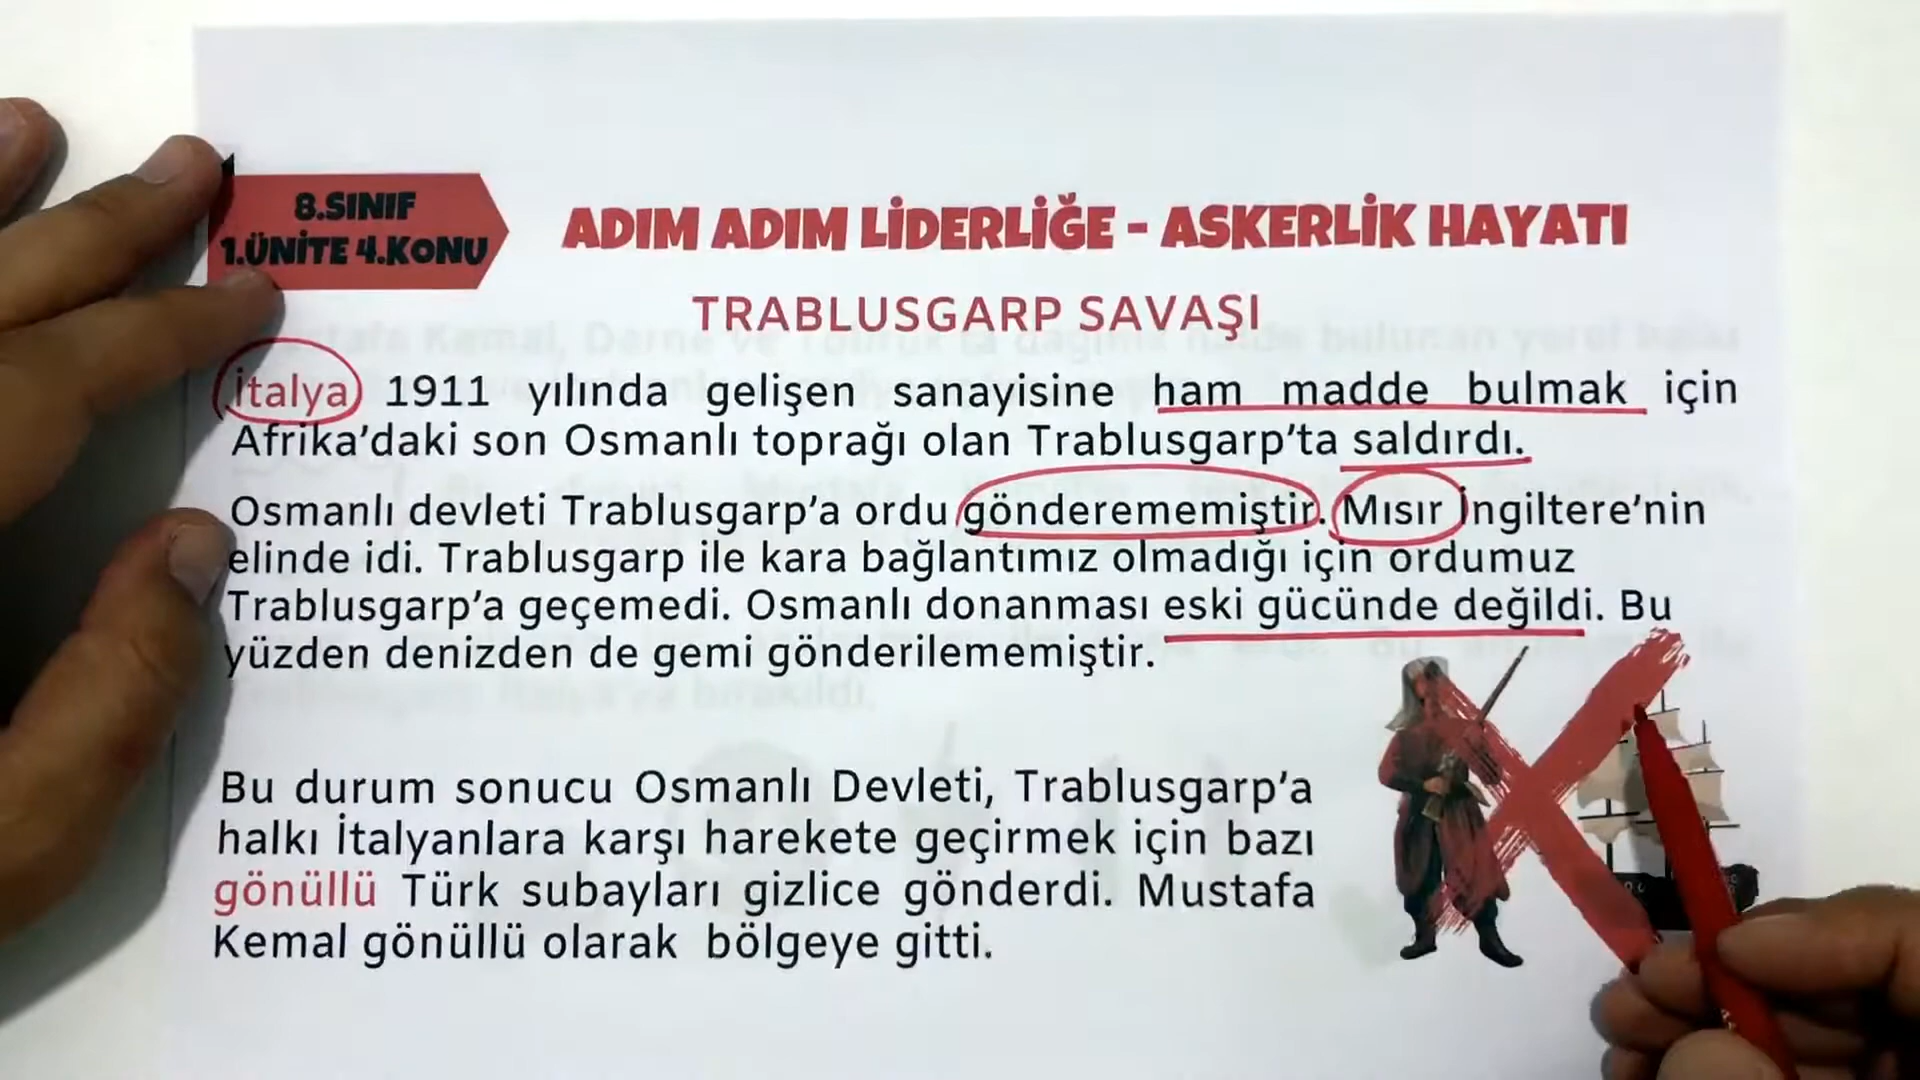 8.SINIF
1.ÜNİTE 4.KONU
ADIM ADIM LİDERLİĞE - ASKERLİK HAYATI
TRABLUSGARP SAVAŞI
İtalya 1911 yılında gelişen sanayisine ham madde bulmak için
Afrika’daki son Osmanlı toprağı olan Trablusgarp’ta saldırdı.
Osmanlı devleti Trablusgarp’a ordu gönderememiştir. Mısır İngiltere’nin
elinde idi. Trablusgarp ile kara bağlantımız olmadığı için ordumuz
Trablusgarp’a geçemedi. Osmanlı donanması eski gücünde değildi. Bu
yüzden denizden de gemi gönderilememiştir.
Bu durum sonucu Osmanlı Devleti, Trablusgarp’a
halkı İtalyanlara karşı harekete geçirmek için bazı
gönüllü Türk subayları gizlice gönderdi. Mustafa
Kemal gönüllü olarak bölgeye gitti.